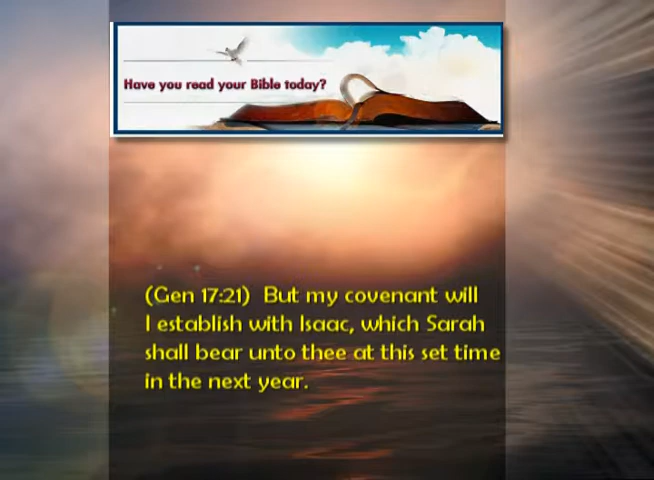 Have you read your Bible today?
(Gen 17:21) But my covenant will
I establish with Isaac, which Sarah
shall bear unto thee at this set time
in the next year.